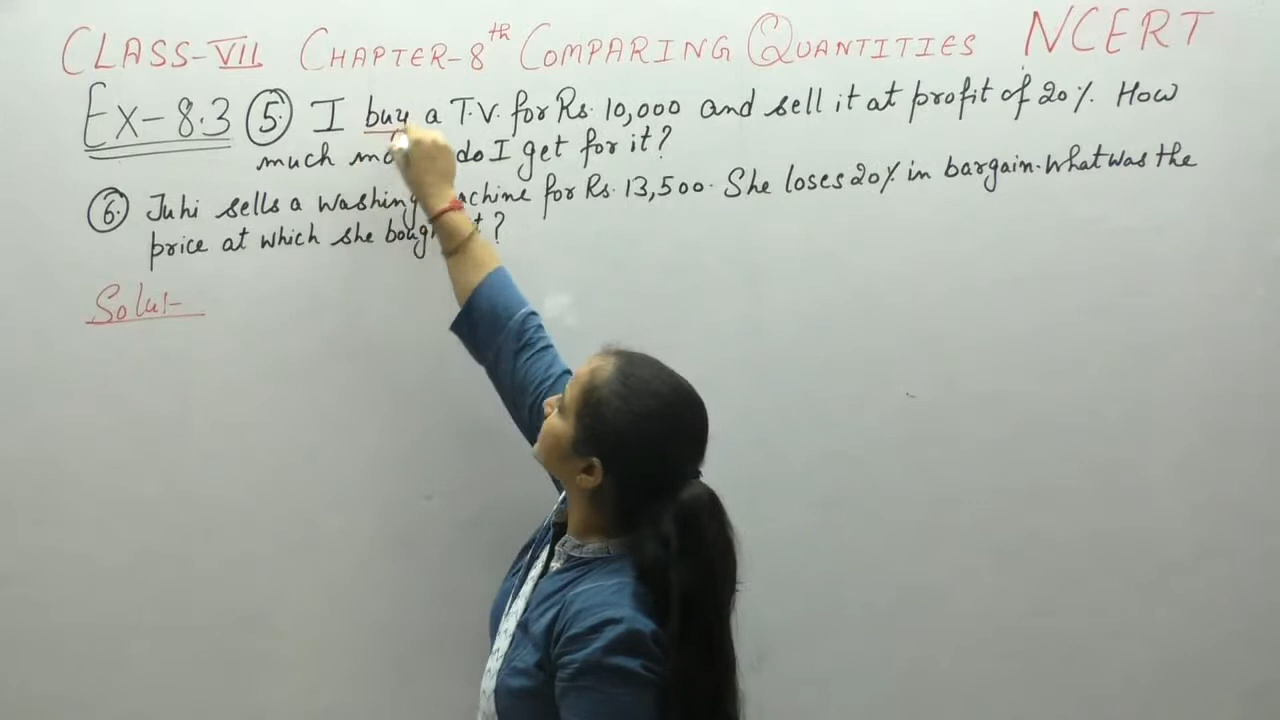 CLASS-VII CHAPTER-8th COMPARING QUANTITIES NCERT
Ex-8.3 5. I buy a T.V. for Rs. 10,000 and sell it at profit of 20%. How
much do I get for it?
6. Juhi sells a washing for Rs. 13,500. She loses 20% in bargain. What was the
price at which she ?
Solu:-